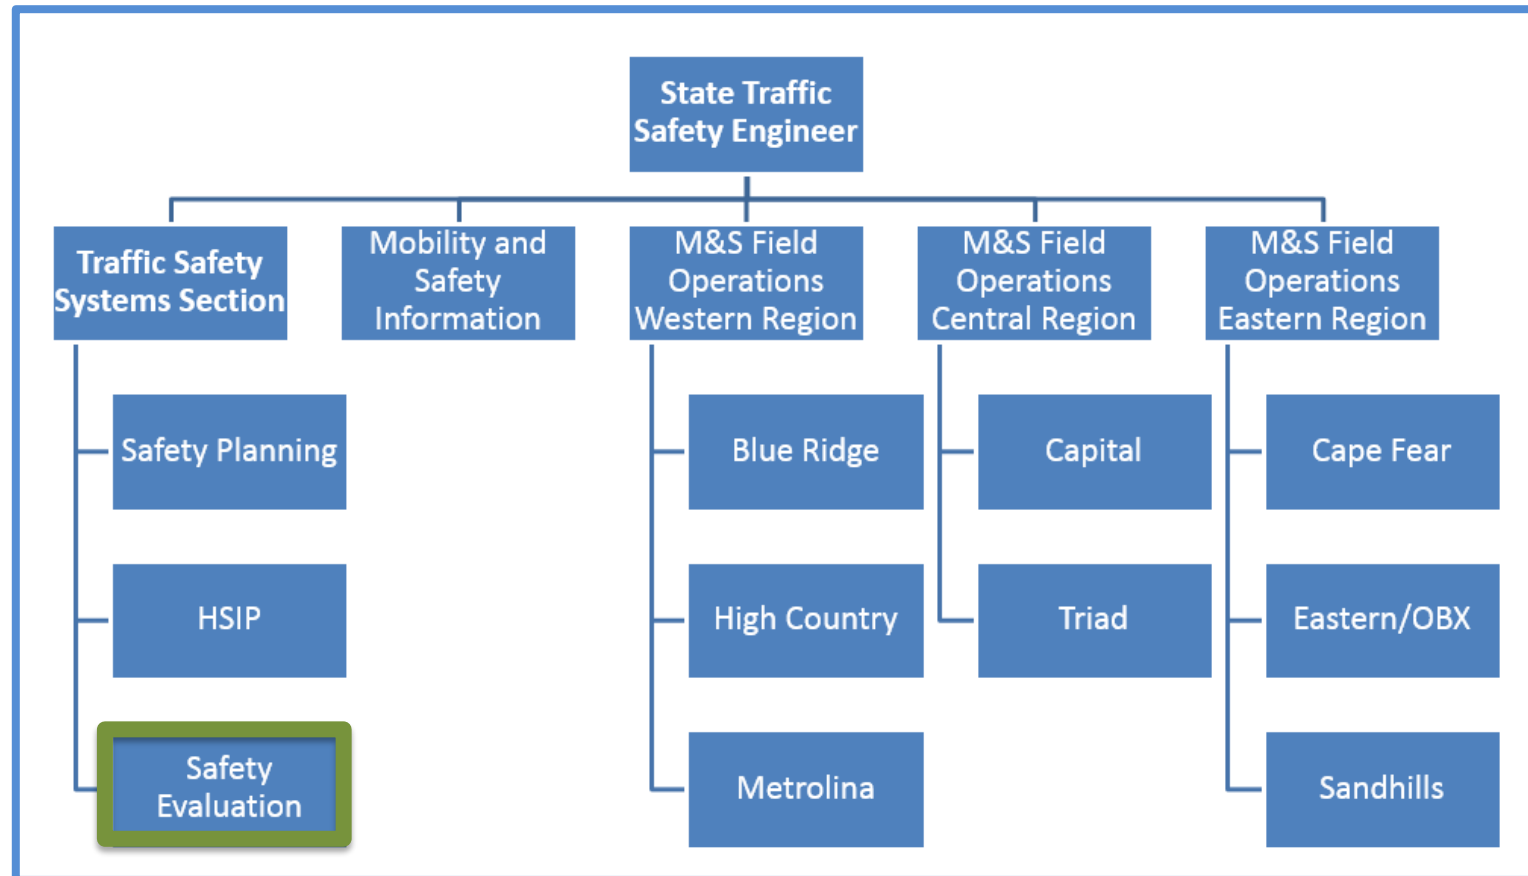 State Traffic
Safety Engineer
Traffic Safety
Systems Section
Mobility and
Safety
Information
M&S Field
Operations
Western Region
M&S Field
Operations
Central Region
M&S Field
Operations
Eastern Region
Safety Planning
HSIP
Safety
Evaluation
Blue Ridge
High Country
Metrolina
Capital
Triad
Cape Fear
Eastern/OBX
Sandhills